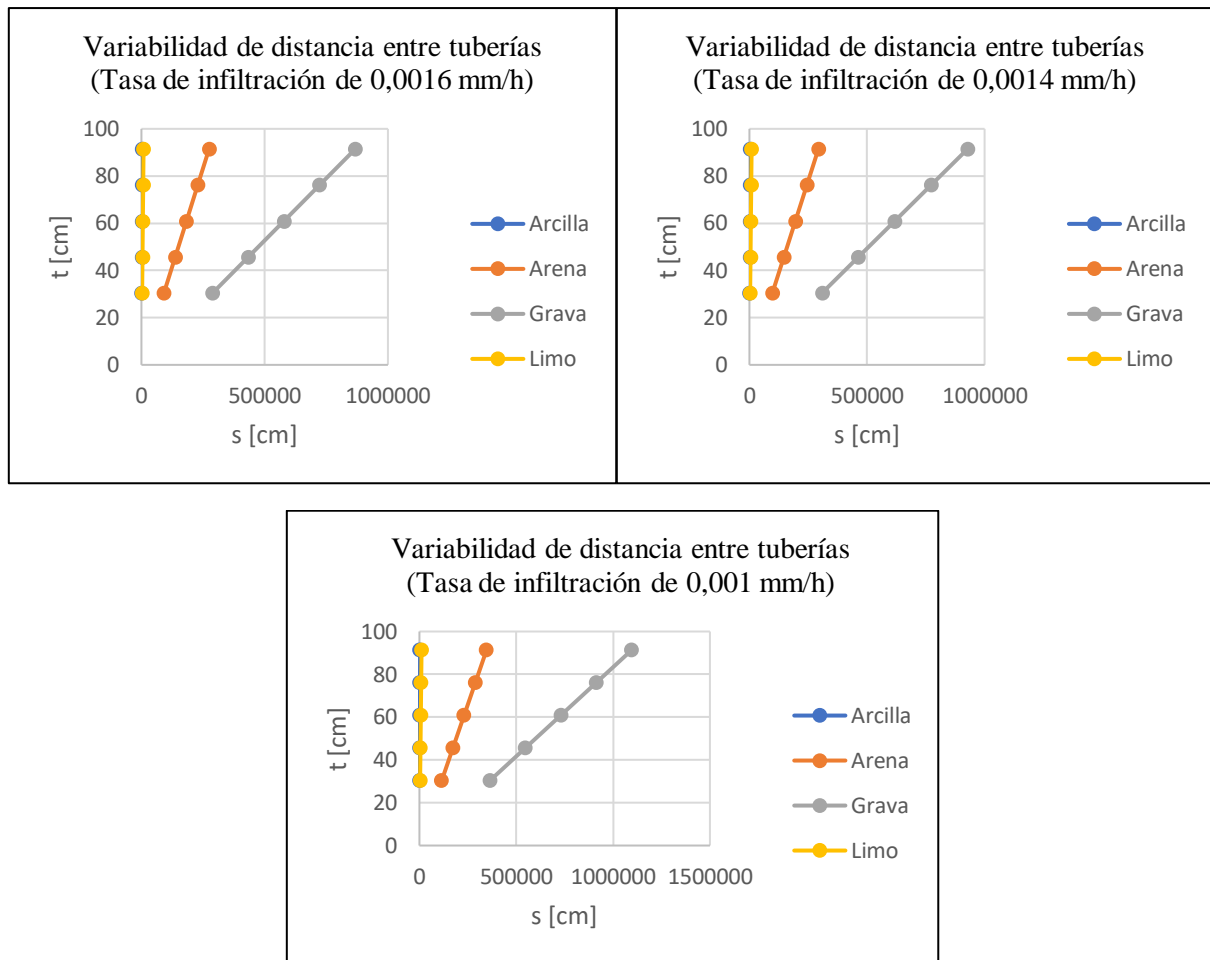 Variabilidad de distancia entre tuberías
(Tasa de infiltración de 0,0016 mm/h)
100
80
60
40
20
0
t [cm]
0 500000 1000000
s [cm]
Arcilla
Arena
Grava
Limo
Variabilidad de distancia entre tuberías
(Tasa de infiltración de 0,0014 mm/h)
100
80
60
40
20
0
t [cm]
0 500000 1000000
s [cm]
Arcilla
Arena
Grava
Limo
Variabilidad de distancia entre tuberías
(Tasa de infiltración de 0,001 mm/h)
100
80
60
40
20
0
t [cm]
0 500000 1000000 1500000
s [cm]
Arcilla
Arena
Grava
Limo